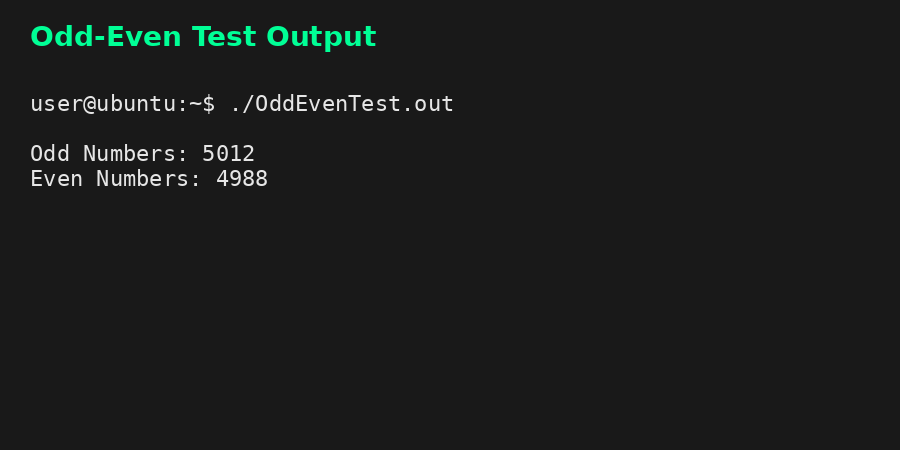 Odd-Even Test Output
user@ubuntu:~$ ./OddEvenTest.out
Odd Numbers: 5012
Even Numbers: 4988